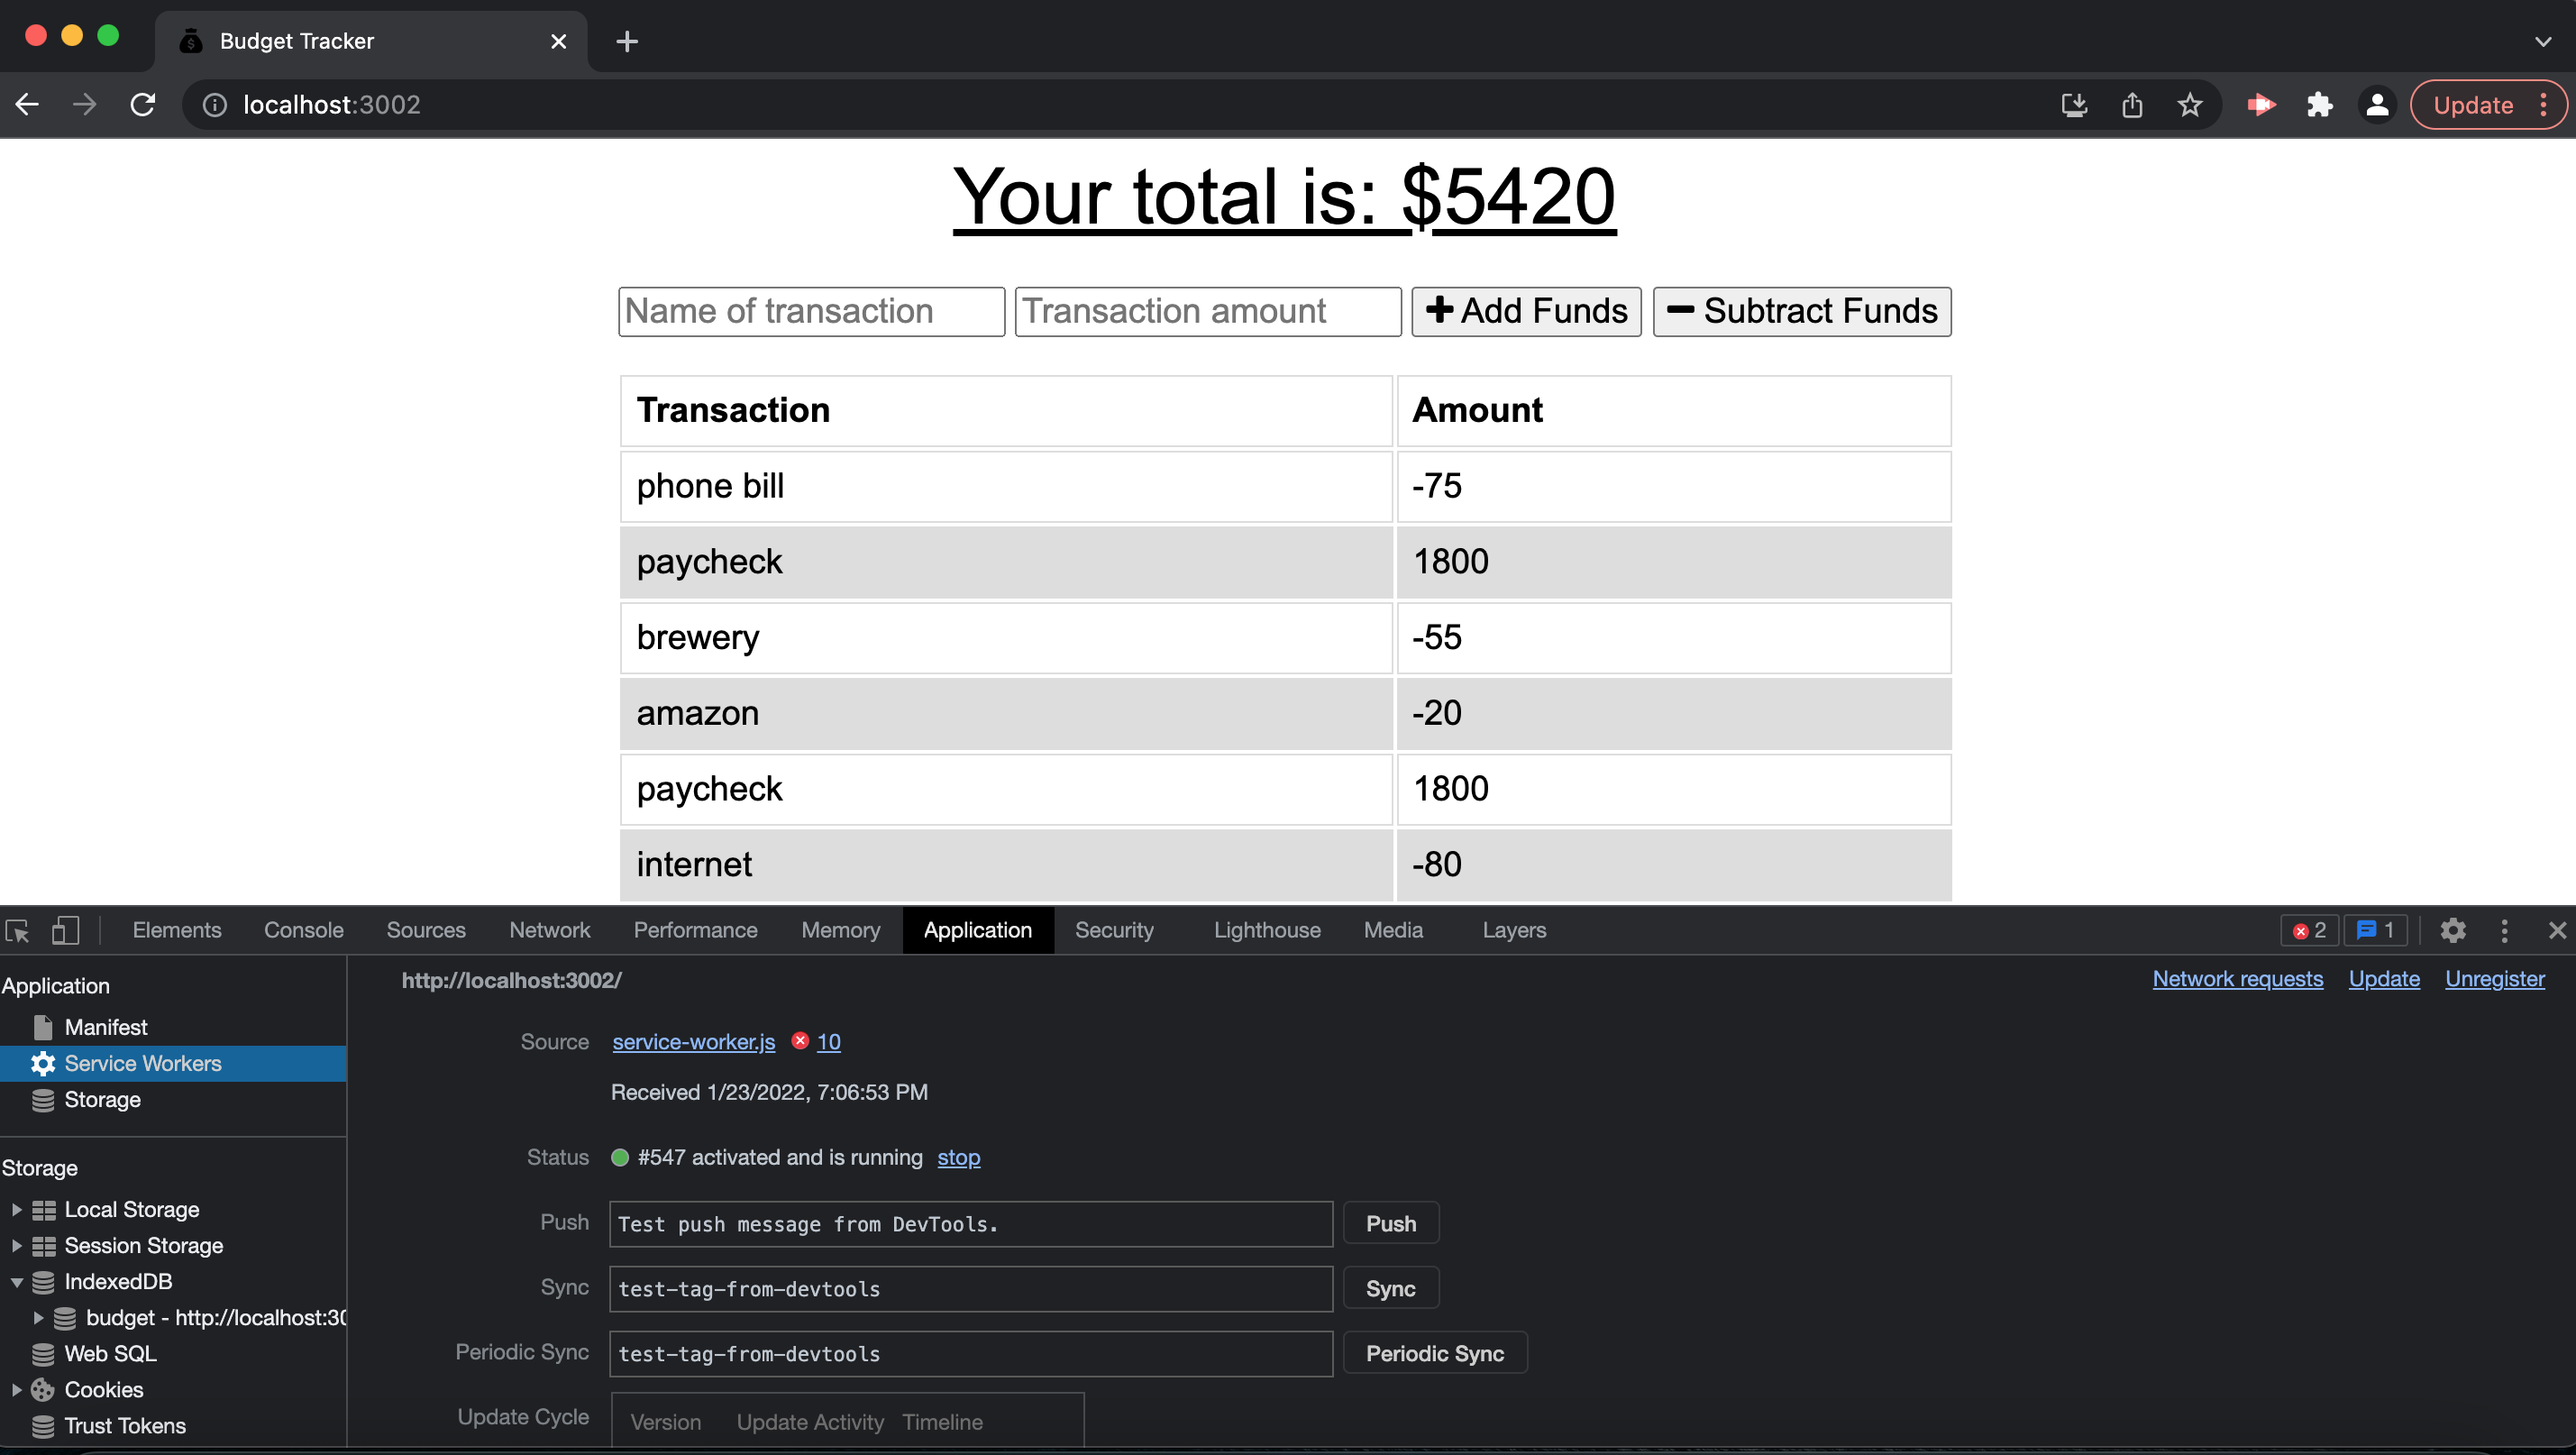 Budget Tracker
localhost:3002
Update
Your total is: $5420
Name of transaction Transaction amount Add Funds Subtract Funds
Transaction Amount
phone bill -75
paycheck 1800
brewery -55
amazon -20
paycheck 1800
internet -80
Elements Console Sources Network Performance Memory Application Security Lighthouse Media Layers 2 1
Application
Manifest
Service Workers
Storage
Storage
Local Storage
Session Storage
IndexedDB
budget - http://localhost:30
Web SQL
Cookies
Trust Tokens
http://localhost:3002/ Network requests Update Unregister
Source service-worker.js 10
Received 1/23/2022, 7:06:53 PM
Status #547 activated and is running stop
Push Test push message from DevTools. Push
Sync test-tag-from-devtools Sync
Periodic Sync test-tag-from-devtools Periodic Sync
Update Cycle Version Update Activity Timeline